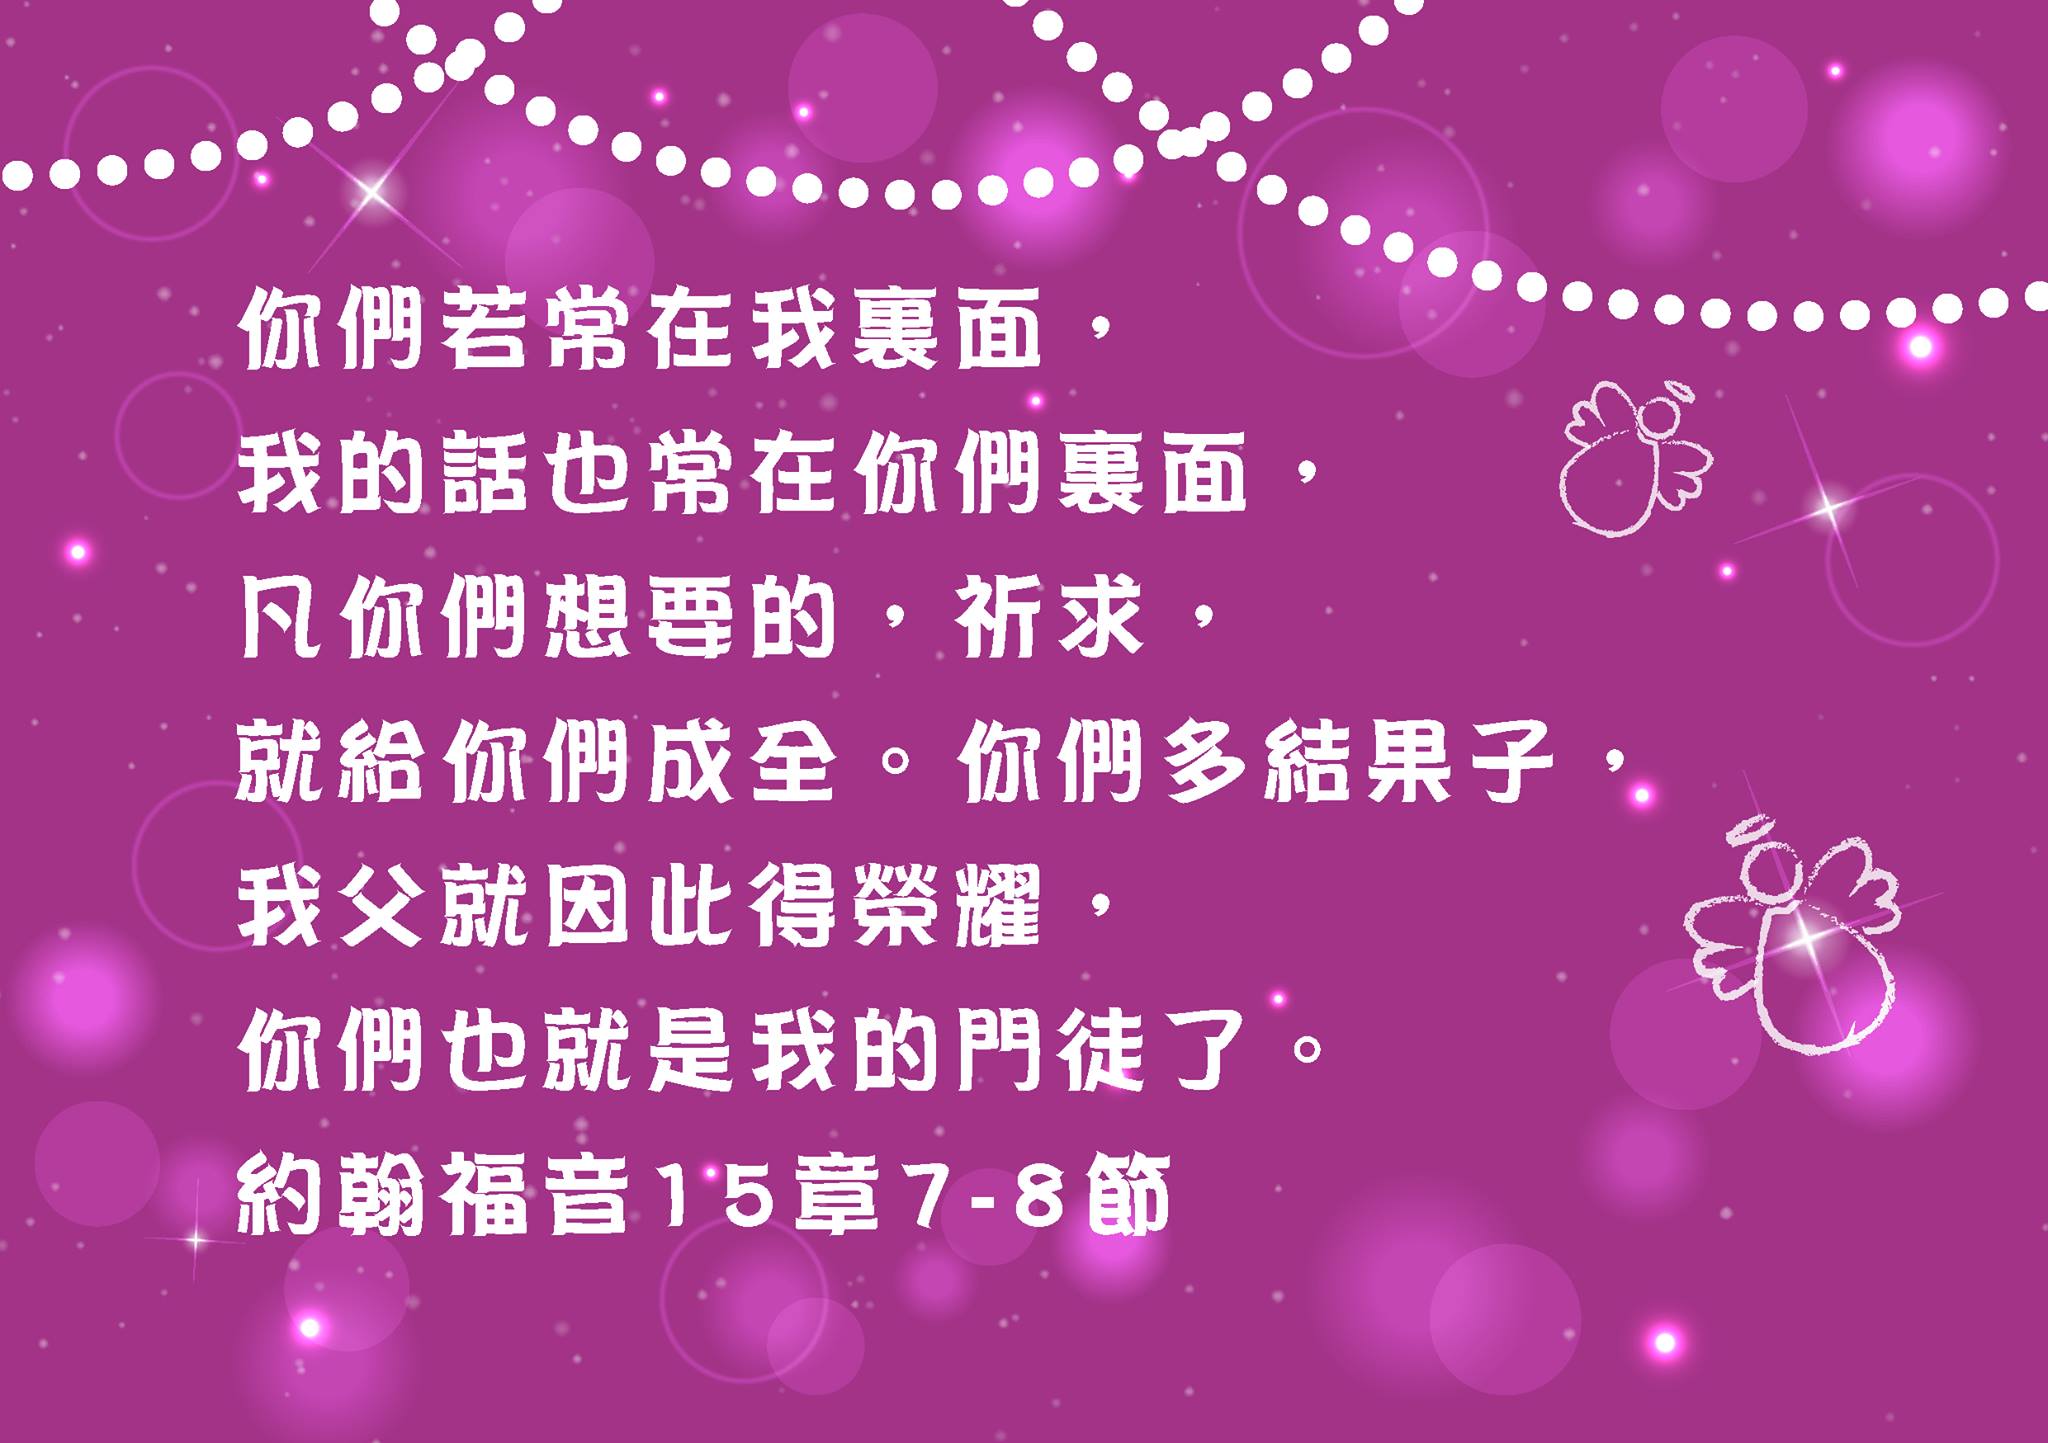 你們若常在我裏面，
我的話也常在你們裏面，
凡你們想要的，祈求，
就給你們成全。你們多結果子，
我父就因此得榮耀，
你們也就是我的門徒了。
約翰福音15章7-8節